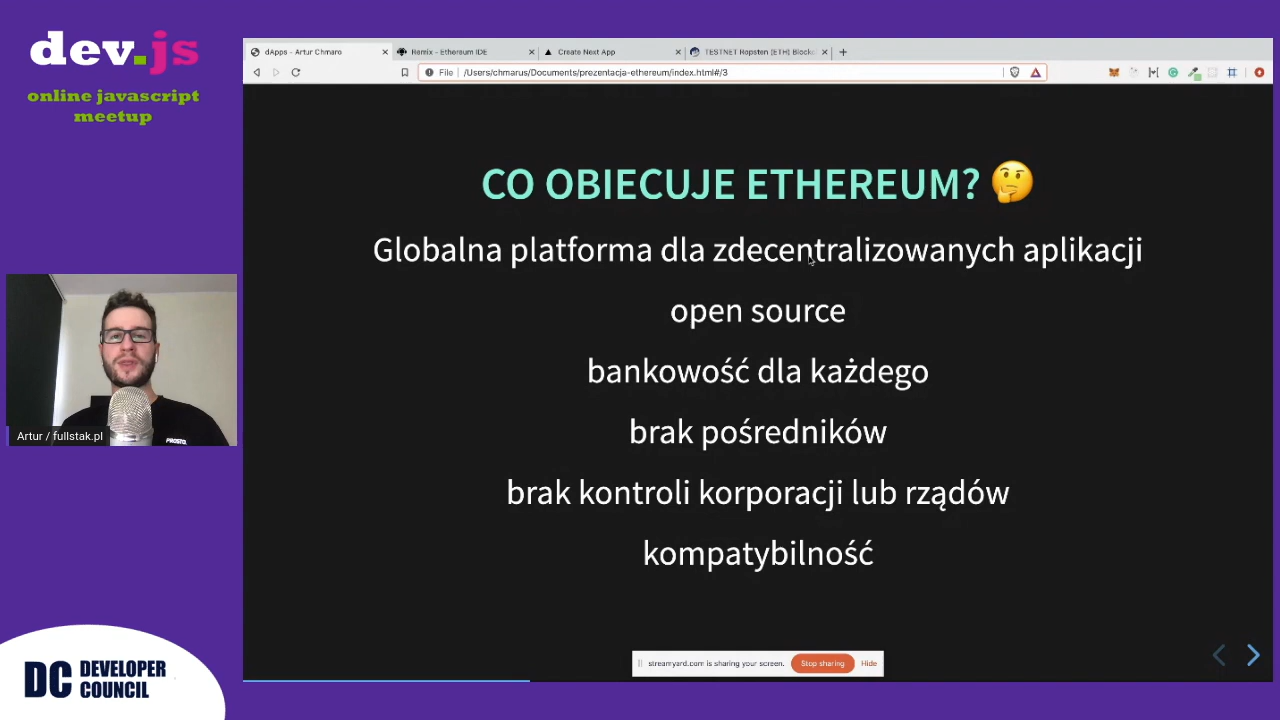 dev.js
online javascript
meetup
dApps - Artur Chmaro
Remix - Ethereum IDE
Create Next App
TESTNET Ropsten (ETH) Blocks
File
/Users/chmarus/Documents/prezentacja-ethereum/index.html#/3
CO OBIECUJE ETHEREUM? 🤔
Globalna platforma dla zdecentralizowanych aplikacji
open source
bankowość dla każdego
brak pośredników
brak kontroli korporacji lub rządów
kompatybilność
PROSTO.
Artur / fullstak.pl
streamyard.com is sharing your screen.
Stop sharing
Hide
DC DEVELOPER
COUNCIL